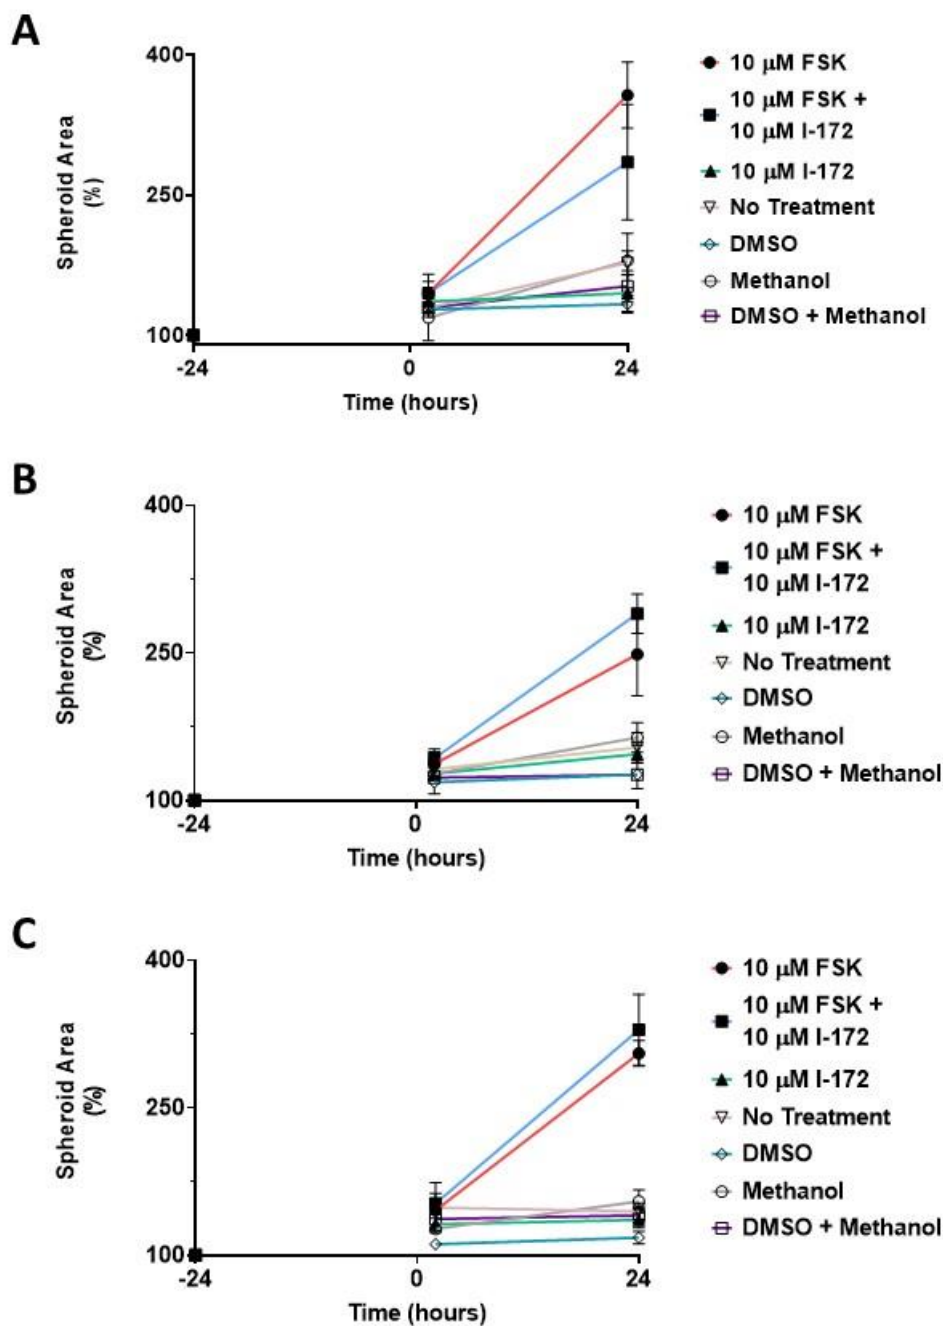 A
400
250
100
Spheroid Area
(%)
-24
0
24
Time (hours)
10 μM FSK
10 μM FSK +
10 μM I-172
10 μM I-172
No Treatment
DMSO
Methanol
DMSO + Methanol
B
400
250
100
Spheroid Area
(%)
-24
0
24
Time (hours)
10 μM FSK
10 μM FSK +
10 μM I-172
10 μM I-172
No Treatment
DMSO
Methanol
DMSO + Methanol
C
400
250
100
Spheroid Area
(%)
-24
0
24
Time (hours)
10 μM FSK
10 μM FSK +
10 μM I-172
10 μM I-172
No Treatment
DMSO
Methanol
DMSO + Methanol